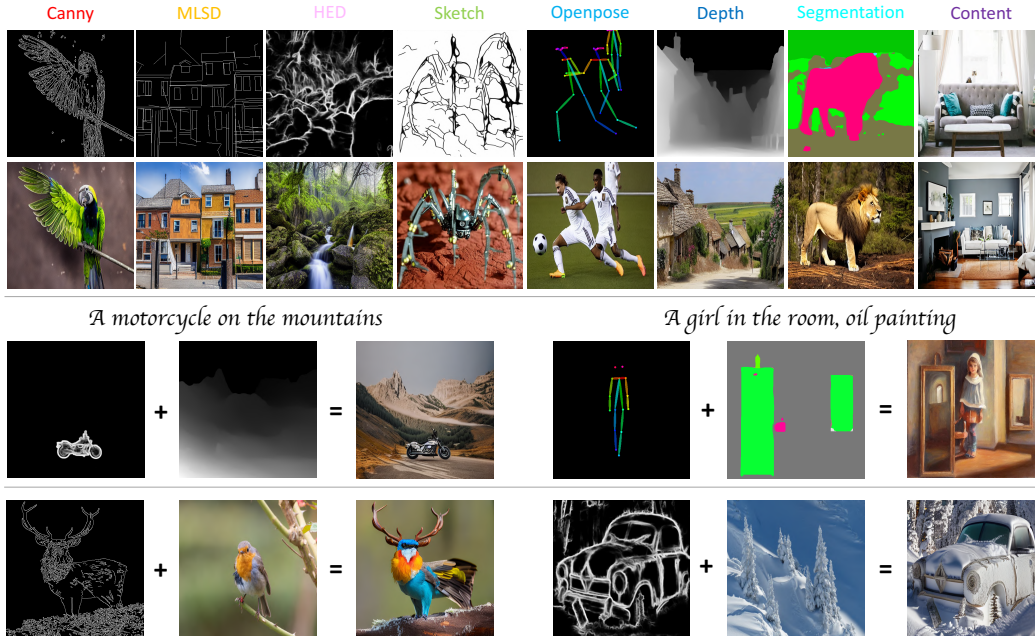 Canny MLSD HED Sketch Openpose Depth Segmentation Content
A motorcycle on the mountains
A girl in the room, oil painting
+ = + =
+ = + =